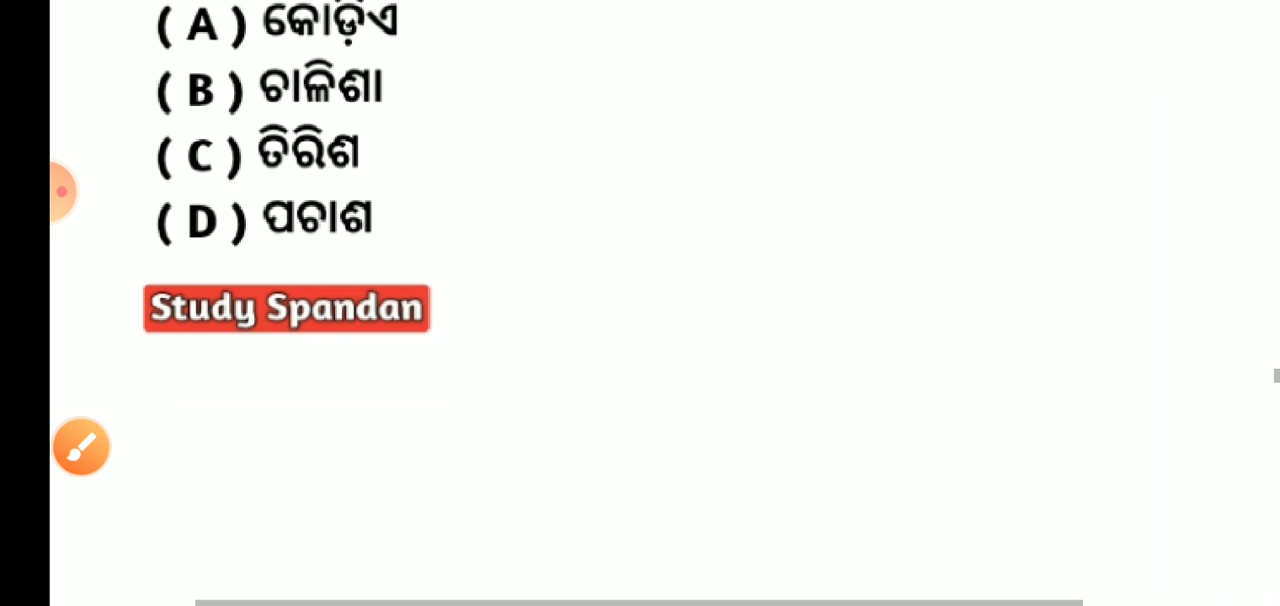 ( A ) କୋଡ଼ିଏ
( B ) ଚାଳିଶା
( C ) ତିରିଶ
( D ) ପଚାଶ
Study Spandan